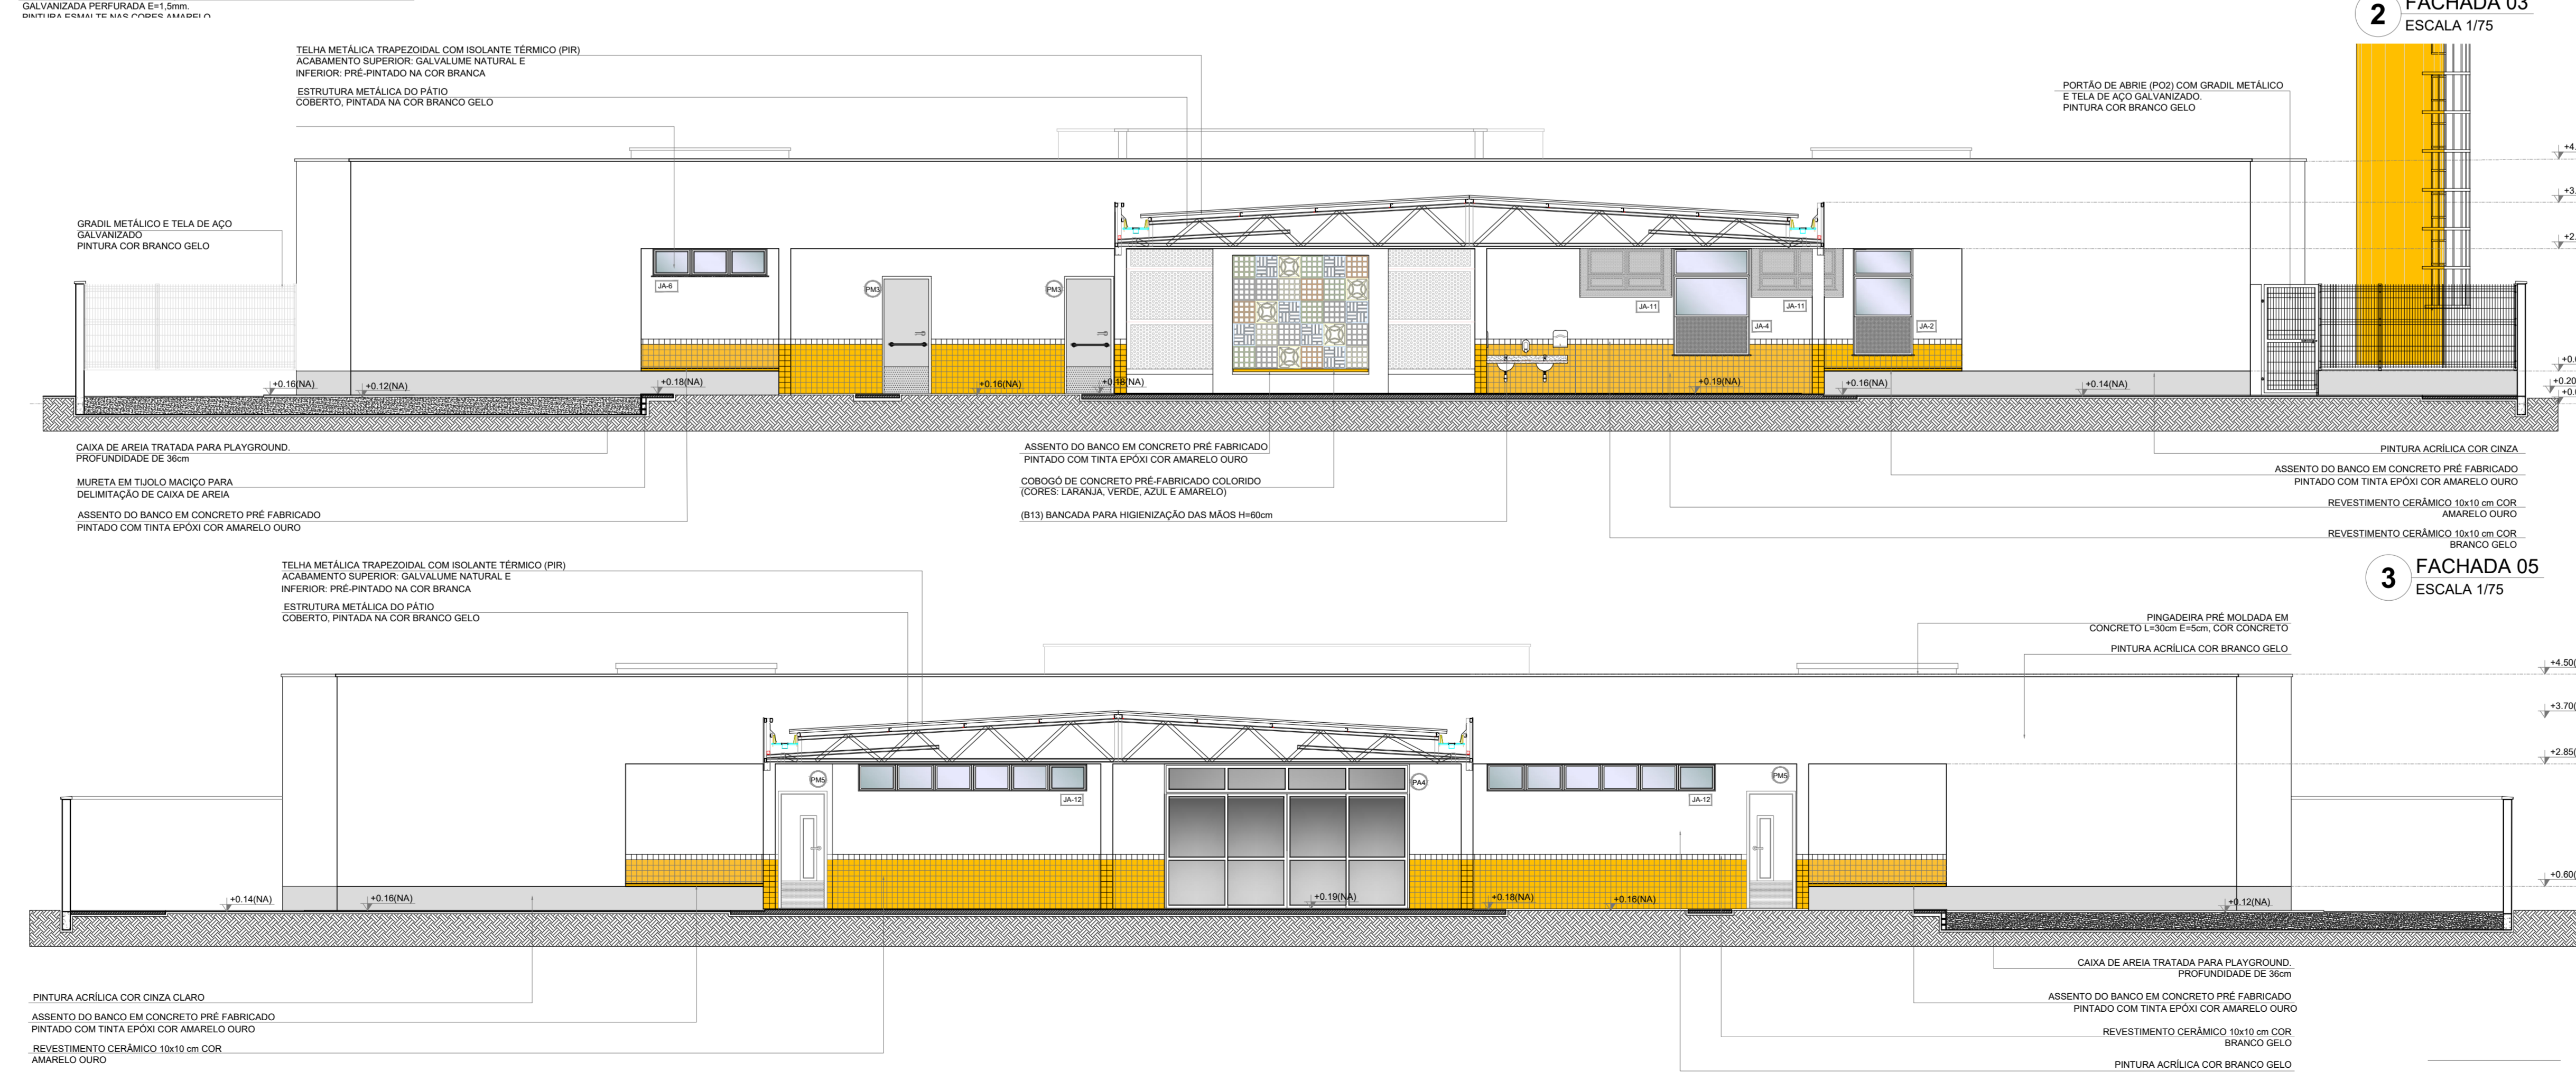 GALVANIZADA PERFURADA E=1,5mm.
PINTURA ESMALTE NAS CORES AMARELO
2
FACHADA 03
ESCALA 1/75
TELHA METÁLICA TRAPEZOIDAL COM ISOLANTE TÉRMICO (PIR)
ACABAMENTO SUPERIOR: GALVALUME NATURAL E
INFERIOR: PRÉ-PINTADO NA COR BRANCA
ESTRUTURA METÁLICA DO PÁTIO
COBERTO, PINTADA NA COR BRANCO GELO
PORTÃO DE ABRIE (PO2) COM GRADIL METÁLICO
E TELA DE AÇO GALVANIZADO.
PINTURA COR BRANCO GELO
GRADIL METÁLICO E TELA DE AÇO
GALVANIZADO
PINTURA COR BRANCO GELO
+4.
+3.
+2.
JA-6
PM3
PM3
JA-11
JA-11
JA-4
JA-2
+0.16(NA)
+0.12(NA)
+0.18(NA)
+0.16(NA)
+0.18(NA)
+0.19(NA)
+0.16(NA)
+0.14(NA)
+0.20
CAIXA DE AREIA TRATADA PARA PLAYGROUND.
PROFUNDIDADE DE 36cm
MURETA EM TIJOLO MACIÇO PARA
DELIMITAÇÃO DE CAIXA DE AREIA
ASSENTO DO BANCO EM CONCRETO PRÉ FABRICADO
PINTADO COM TINTA EPÓXI COR AMARELO OURO
ASSENTO DO BANCO EM CONCRETO PRÉ FABRICADO
PINTADO COM TINTA EPÓXI COR AMARELO OURO
COBOGÓ DE CONCRETO PRÉ-FABRICADO COLORIDO
(CORES: LARANJA, VERDE, AZUL E AMARELO)
(B13) BANCADA PARA HIGIENIZAÇÃO DAS MÃOS H=60cm
PINTURA ACRÍLICA COR CINZA
ASSENTO DO BANCO EM CONCRETO PRÉ FABRICADO
PINTADO COM TINTA EPÓXI COR AMARELO OURO
REVESTIMENTO CERÂMICO 10x10 cm COR
AMARELO OURO
REVESTIMENTO CERÂMICO 10x10 cm COR
BRANCO GELO
3
FACHADA 05
ESCALA 1/75
TELHA METÁLICA TRAPEZOIDAL COM ISOLANTE TÉRMICO (PIR)
ACABAMENTO SUPERIOR: GALVALUME NATURAL E
INFERIOR: PRÉ-PINTADO NA COR BRANCA
ESTRUTURA METÁLICA DO PÁTIO
COBERTO, PINTADA NA COR BRANCO GELO
PINGADEIRA PRÉ MOLDADA EM
CONCRETO L=30cm E=5cm, COR CONCRETO
PINTURA ACRÍLICA COR BRANCO GELO
+4.50(
+3.70(
+2.85(
+0.60(
PM5
JA-12
PA4
JA-12
PM5
+0.14(NA)
+0.16(NA)
+0.19(NA)
+0.18(NA)
+0.16(NA)
+0.12(NA)
CAIXA DE AREIA TRATADA PARA PLAYGROUND.
PROFUNDIDADE DE 36cm
ASSENTO DO BANCO EM CONCRETO PRÉ FABRICADO
PINTADO COM TINTA EPÓXI COR AMARELO OURO
REVESTIMENTO CERÂMICO 10x10 cm COR
BRANCO GELO
PINTURA ACRÍLICA COR BRANCO GELO
PINTURA ACRÍLICA COR CINZA CLARO
ASSENTO DO BANCO EM CONCRETO PRÉ FABRICADO
PINTADO COM TINTA EPÓXI COR AMARELO OURO
REVESTIMENTO CERÂMICO 10x10 cm COR
AMARELO OURO